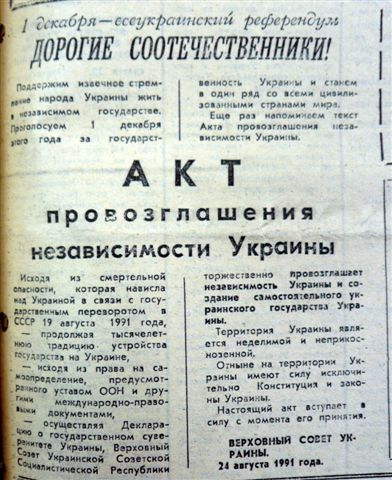 1 декабря — всеукраинский референдум
ДОРОГИЕ СООТЕЧЕСТВЕННИКИ!
Поддержим извечное стрем-
ление народа Украины жить
в независимом государстве.
Проголосуем 1 декабря
этого года за государст-
венность Украины и станем
в один ряд со всеми цивили-
зованными странами мира.
Еще раз напоминаем текст
Акта провозглашения неза-
висимости Украины.
АКТ
провозглашения
независимости Украины
Исходя из смертельной
опасности, которая нависла
над Украиной в связи с госу-
дарственным переворотом в
СССР 19 августа 1991 года,
— продолжая тысячелет-
нюю традицию устройства
государства на Украине,
— исходя из права на са-
моопределение, предусмот-
ренного уставом ООН и дру-
гими международно-право-
выми документами,
— осуществляя Деклара-
цию о государственном суве-
ренитете Украины, Верховный
Совет Украинской Советской
Социалистической Республики
торжественно провозглашает
независимость Украины и со-
здание самостоятельного ук-
раинского государства Укра-
ины.
Территория Украины явля-
ется неделимой и неприкос-
новенной.
Отныне на территории Ук-
раины имеют силу исключи-
тельно Конституция и зако-
ны Украины.
Настоящий акт вступает в
силу с момента его принятия.
ВЕРХОВНЫЙ СОВЕТ УК-
РАИНЫ.
24 августа 1991 года.